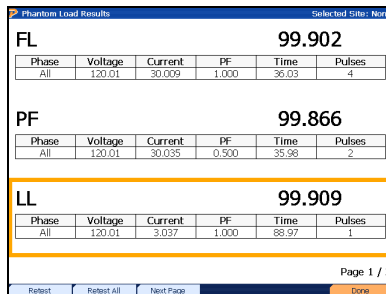 Phantom Load Results Selected Site: Non
FL 99.902
Phase Voltage Current PF Time Pulses
All 120.01 30.009 1.000 36.03 4
PF 99.866
Phase Voltage Current PF Time Pulses
All 120.01 30.035 0.500 35.98 2
LL 99.909
Phase Voltage Current PF Time Pulses
All 120.01 3.037 1.000 88.97 1
Page 1 /
Retest Retest All Next Page Done